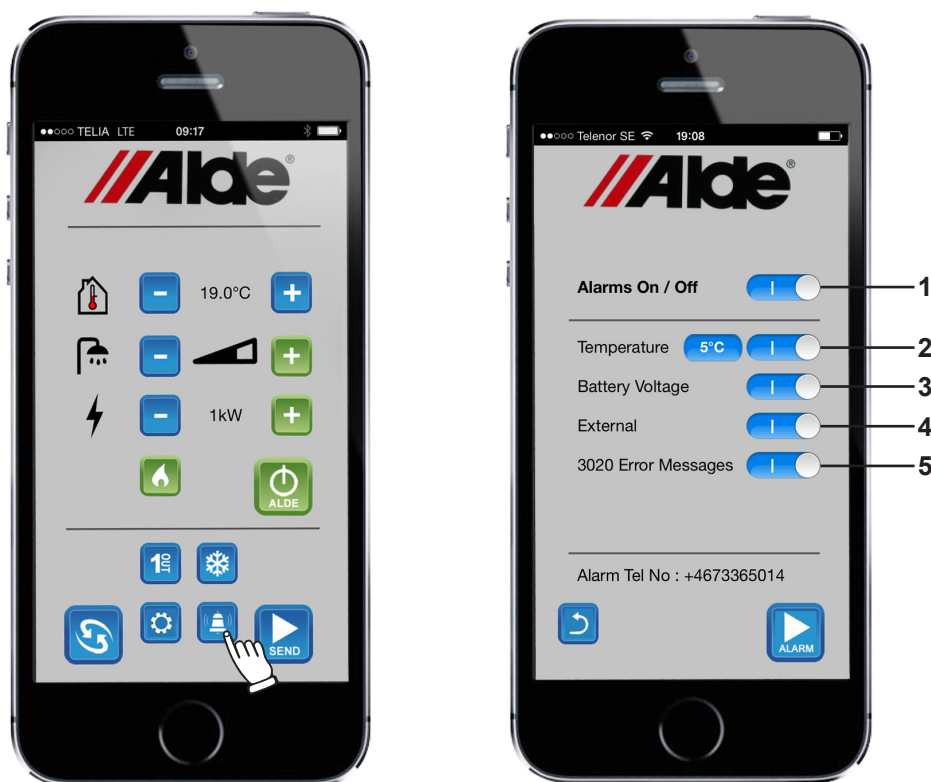 TELIA LTE 09:17
Alde®
- 19.0°C +
- +
- 1kW +
ALDE
1 OUT
SEND
Telenor SE 19:08
Alde®
Alarms On / Off 1
Temperature 5°C 2
Battery Voltage 3
External 4
3020 Error Messages 5
Alarm Tel No : +4673365014
ALARM